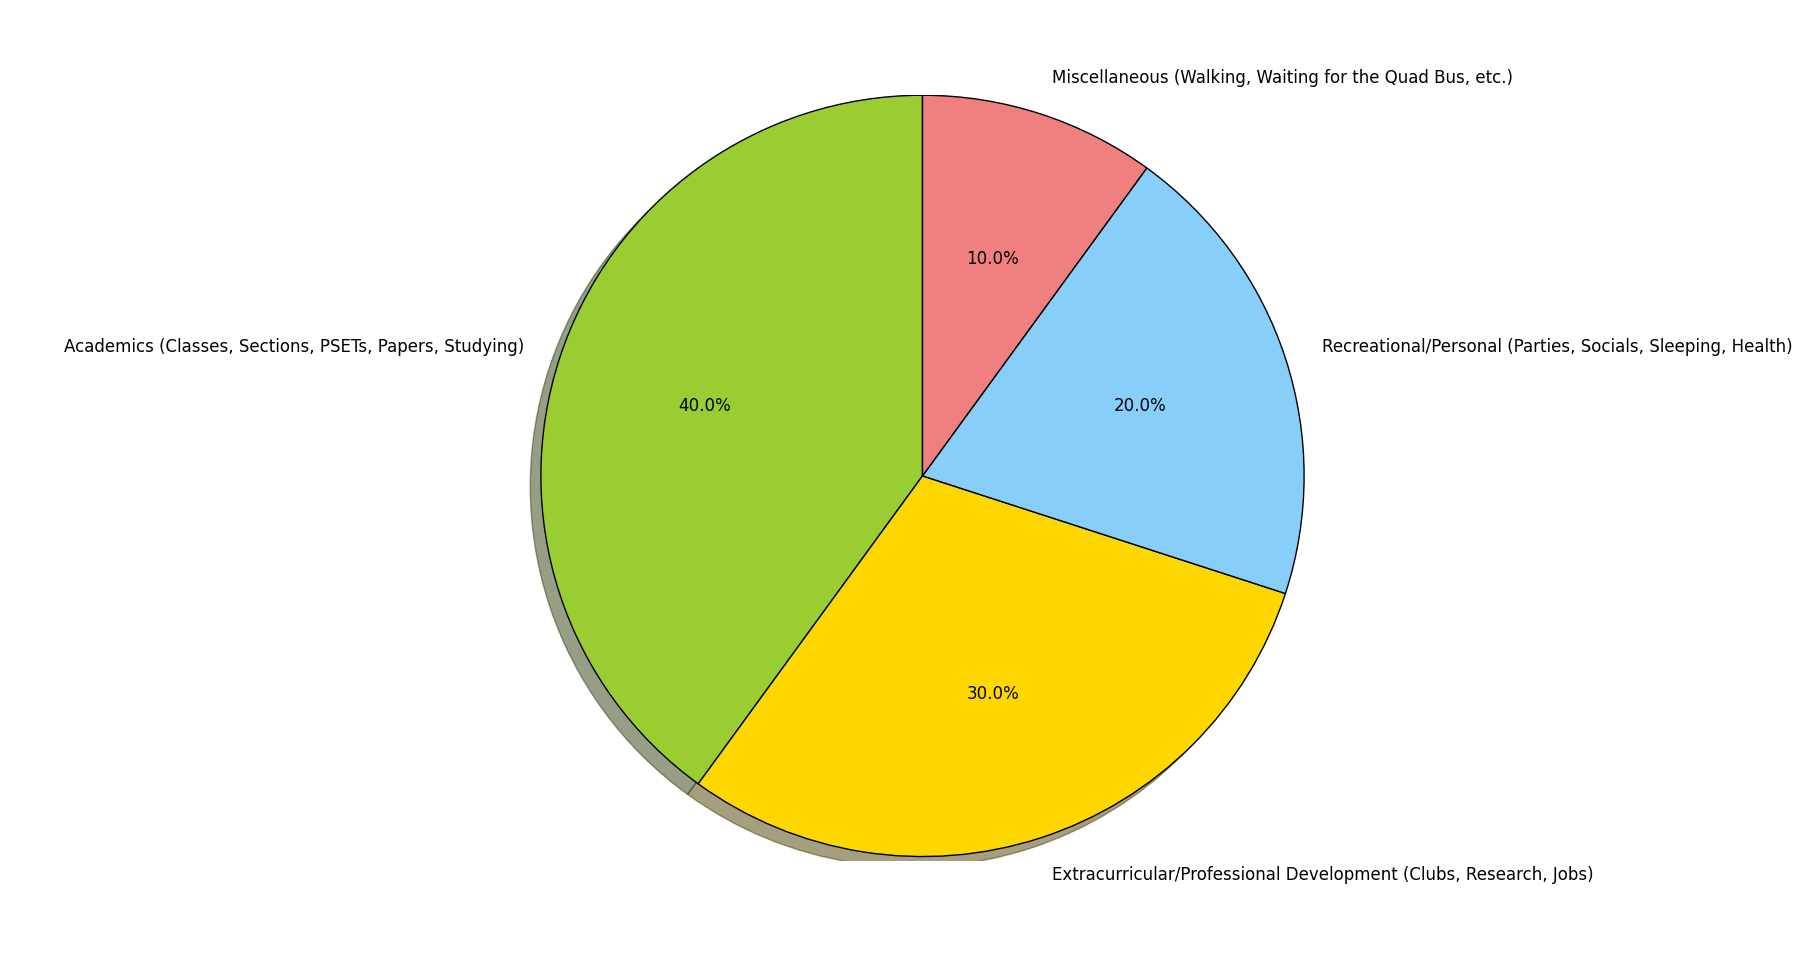 Miscellaneous (Walking, Waiting for the Quad Bus, etc.)
10.0%
Academics (Classes, Sections, PSETs, Papers, Studying)
Recreational/Personal (Parties, Socials, Sleeping, Health)
40.0%
20.0%
30.0%
Extracurricular/Professional Development (Clubs, Research, Jobs)